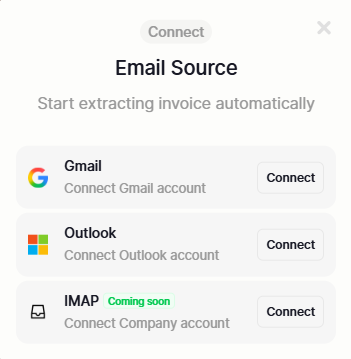 Connect
Email Source
Start extracting invoice automatically
Gmail
Connect Gmail account
Connect
Outlook
Connect Outlook account
Connect
IMAP Coming soon
Connect Company account
Connect